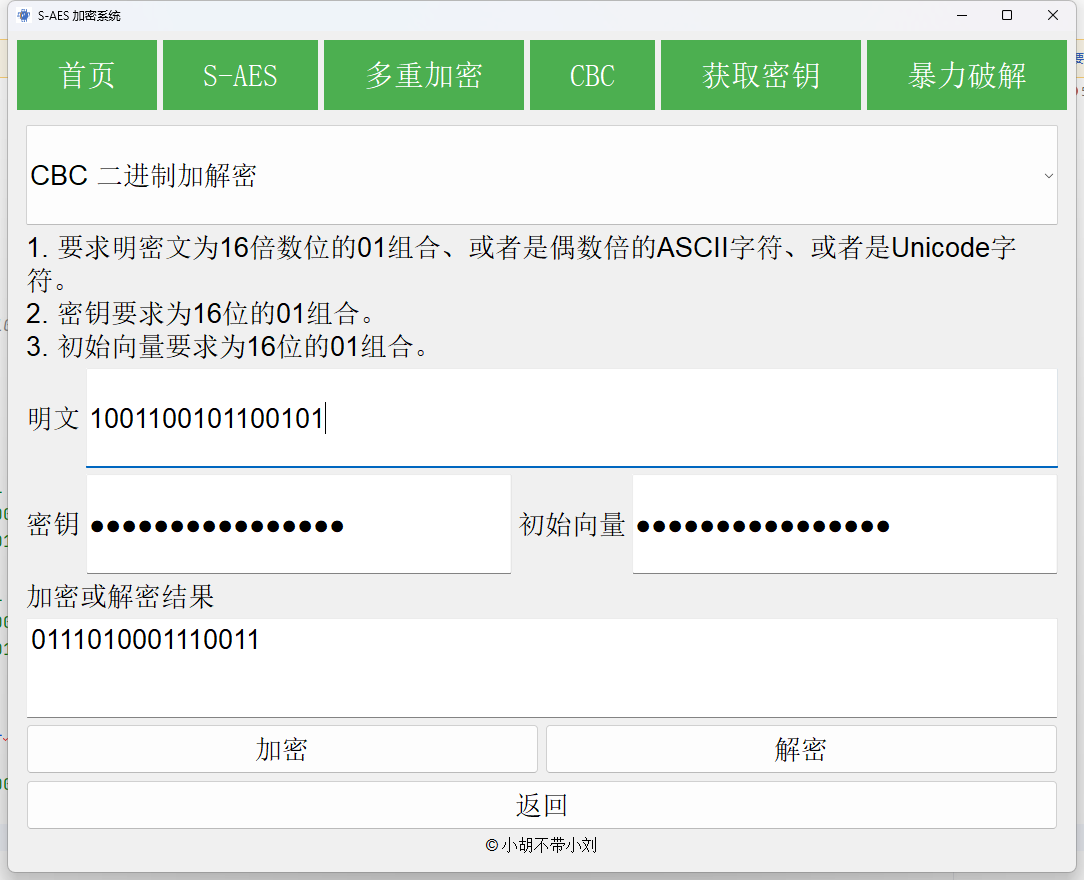 S-AES 加密系统
首页 S-AES 多重加密 CBC 获取密钥 暴力破解
CBC 二进制加解密
1. 要求明密文为16倍数位的01组合、或者是偶数倍的ASCII字符、或者是Unicode字
符。
2. 密钥要求为16位的01组合。
3. 初始向量要求为16位的01组合。
明文 1001100101100101
密钥 ●●●●●●●●●●●●●●●● 初始向量 ●●●●●●●●●●●●●●●●
加密或解密结果
0111010001110011
加密 解密
返回
© 小胡不带小刘